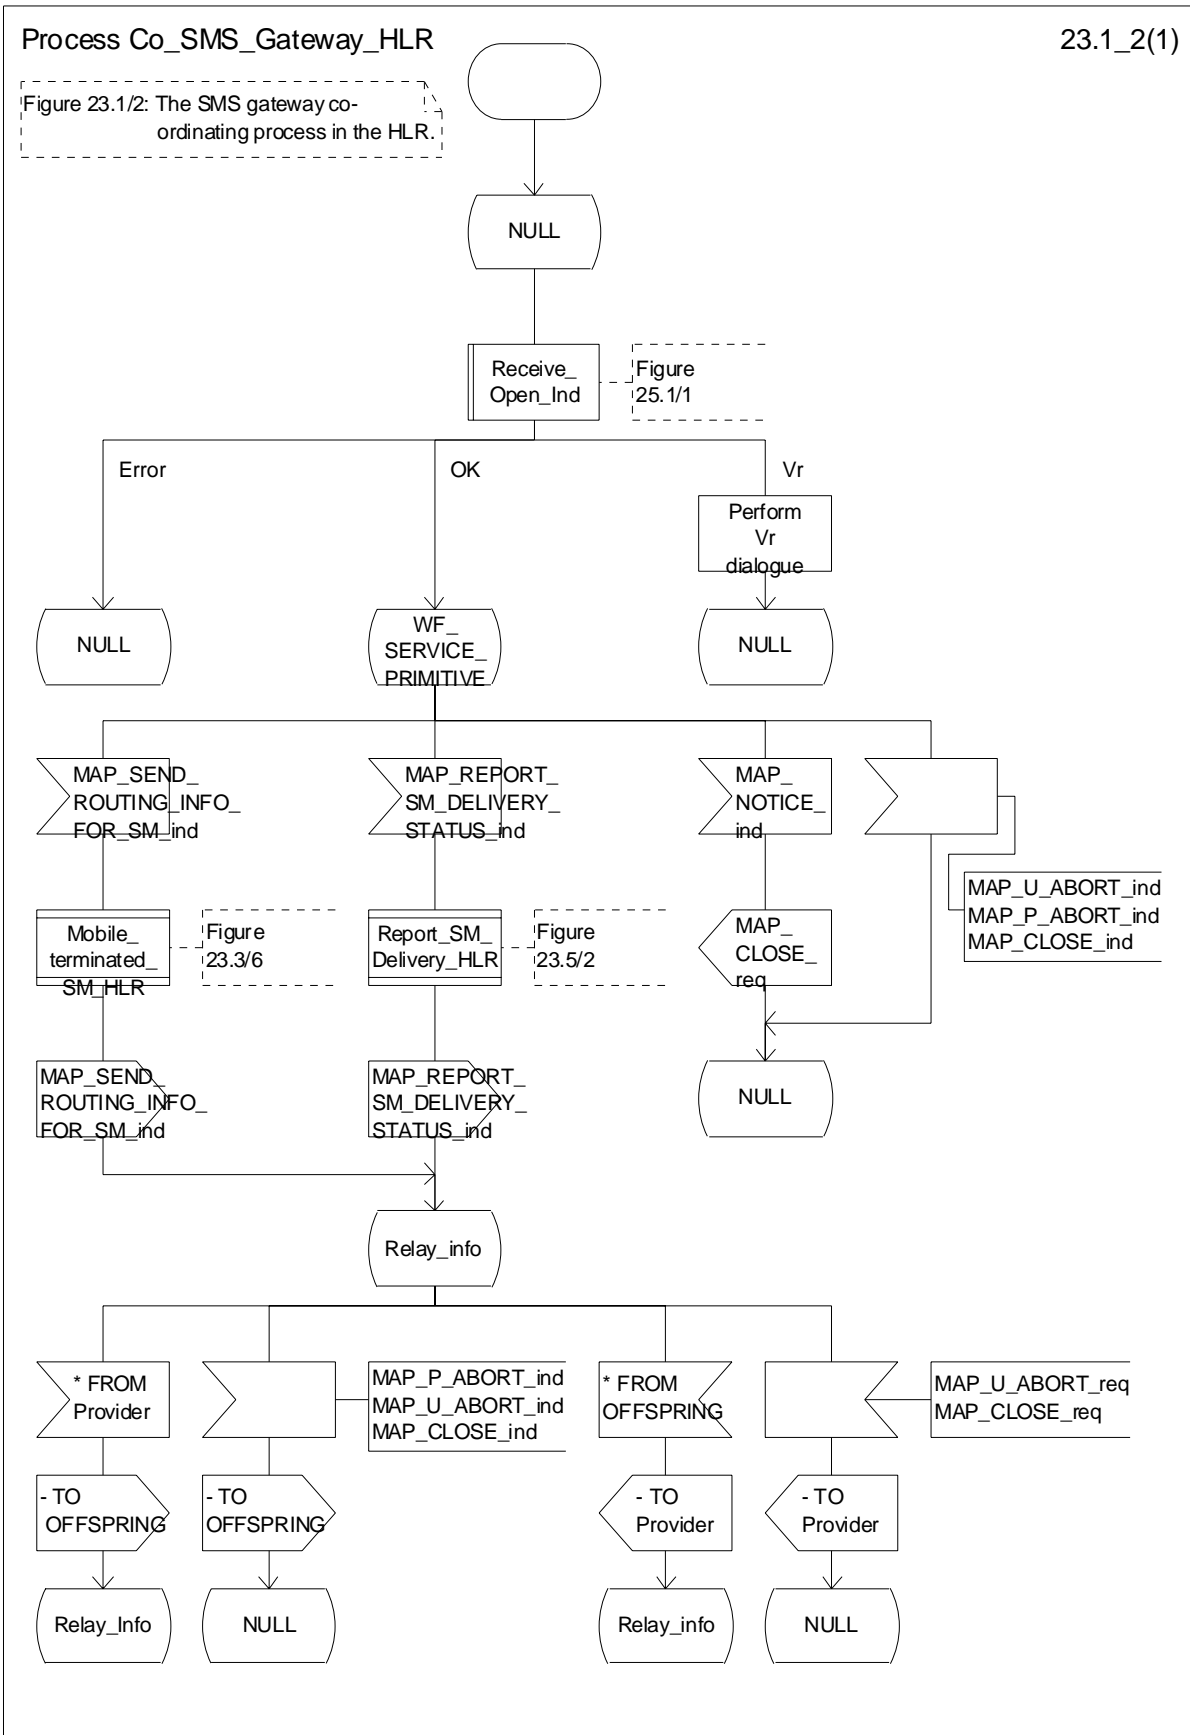 Process Co_SMS_Gateway_HLR
23.1_2(1)
Figure 23.1/2: The SMS gateway co-
ordinating process in the HLR.
NULL
Receive_
Open_Ind
Figure
25.1/1
Error
OK
Vr
Perform
Vr
dialogue
NULL
WF_
SERVICE_
PRIMITIVE
NULL
MAP_SEND_
ROUTING_INFO_
FOR_SM_ind
MAP_REPORT_
SM_DELIVERY_
STATUS_ind
MAP_
NOTICE_
ind
MAP_U_ABORT_ind
MAP_P_ABORT_ind
MAP_CLOSE_ind
Mobile_
terminated_
SM_HLR
Figure
23.3/6
Report_SM_
Delivery_HLR
Figure
23.5/2
MAP_
CLOSE_
req
MAP_SEND_
ROUTING_INFO_
FOR_SM_ind
MAP_REPORT_
SM_DELIVERY_
STATUS_ind
NULL
Relay_info
* FROM
Provider
MAP_P_ABORT_ind
MAP_U_ABORT_ind
MAP_CLOSE_ind
* FROM
OFFSPRING
MAP_U_ABORT_req
MAP_CLOSE_req
- TO
OFFSPRING
- TO
OFFSPRING
- TO
Provider
- TO
Provider
Relay_Info
NULL
Relay_info
NULL